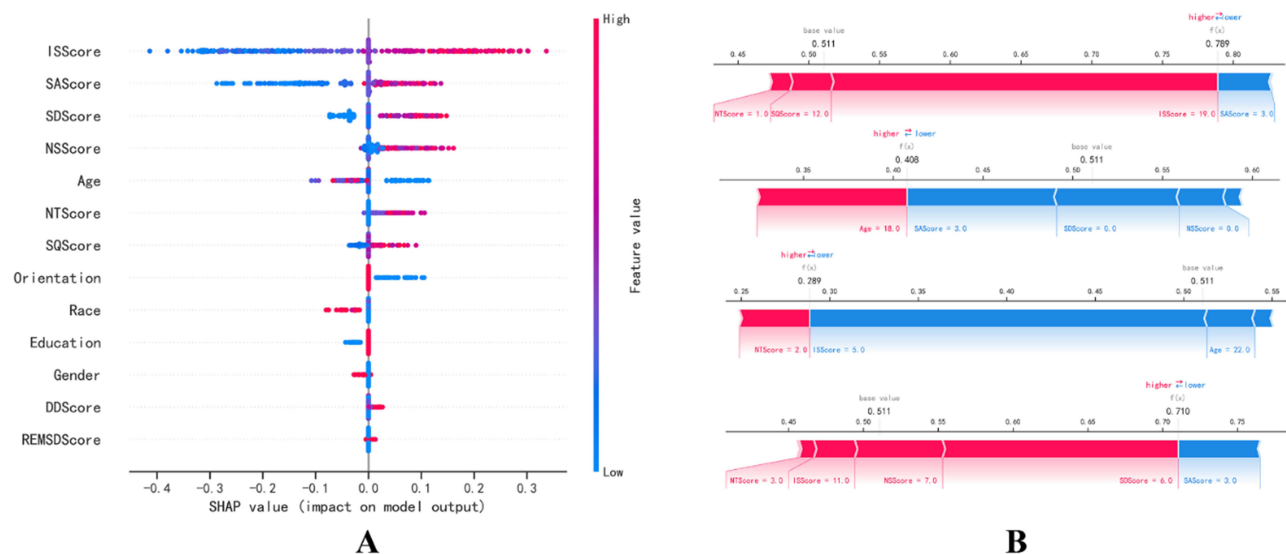 High
ISScore
SAScore
SDScore
NSScore
Age
NTScore
SQScore
Orientation
Race
Education
Gender
DDScore
REMSDScore
Low
Feature value
-0.4 -0.3 -0.2 -0.1 0.0 0.1 0.2 0.3
SHAP value (impact on model output)
A
higher ⇄ lower
base value f(x)
0.511 0.789
0.45 0.50 0.55 0.60 0.65 0.70 0.75 0.80
NTScore = 1.0 SQScore = 12.0 ISScore = 19.0 SAScore = 3.0
higher ⇄ lower
f(x) base value
0.408 0.511
0.35 0.40 0.45 0.50 0.55 0.60
Age = 18.0 SAScore = 3.0 SDScore = 0.0 NSScore = 0.0
higher ⇄ lower
f(x) base value
0.289 0.511
0.25 0.30 0.35 0.40 0.45 0.50 0.55
NTScore = 2.0 ISScore = 5.0 Age = 22.0
higher ⇄ lower
base value f(x)
0.511 0.710
0.45 0.50 0.55 0.60 0.65 0.70 0.75
NTScore = 3.0 ISScore = 11.0 NSScore = 7.0 SDScore = 6.0 SAScore = 3.0
B